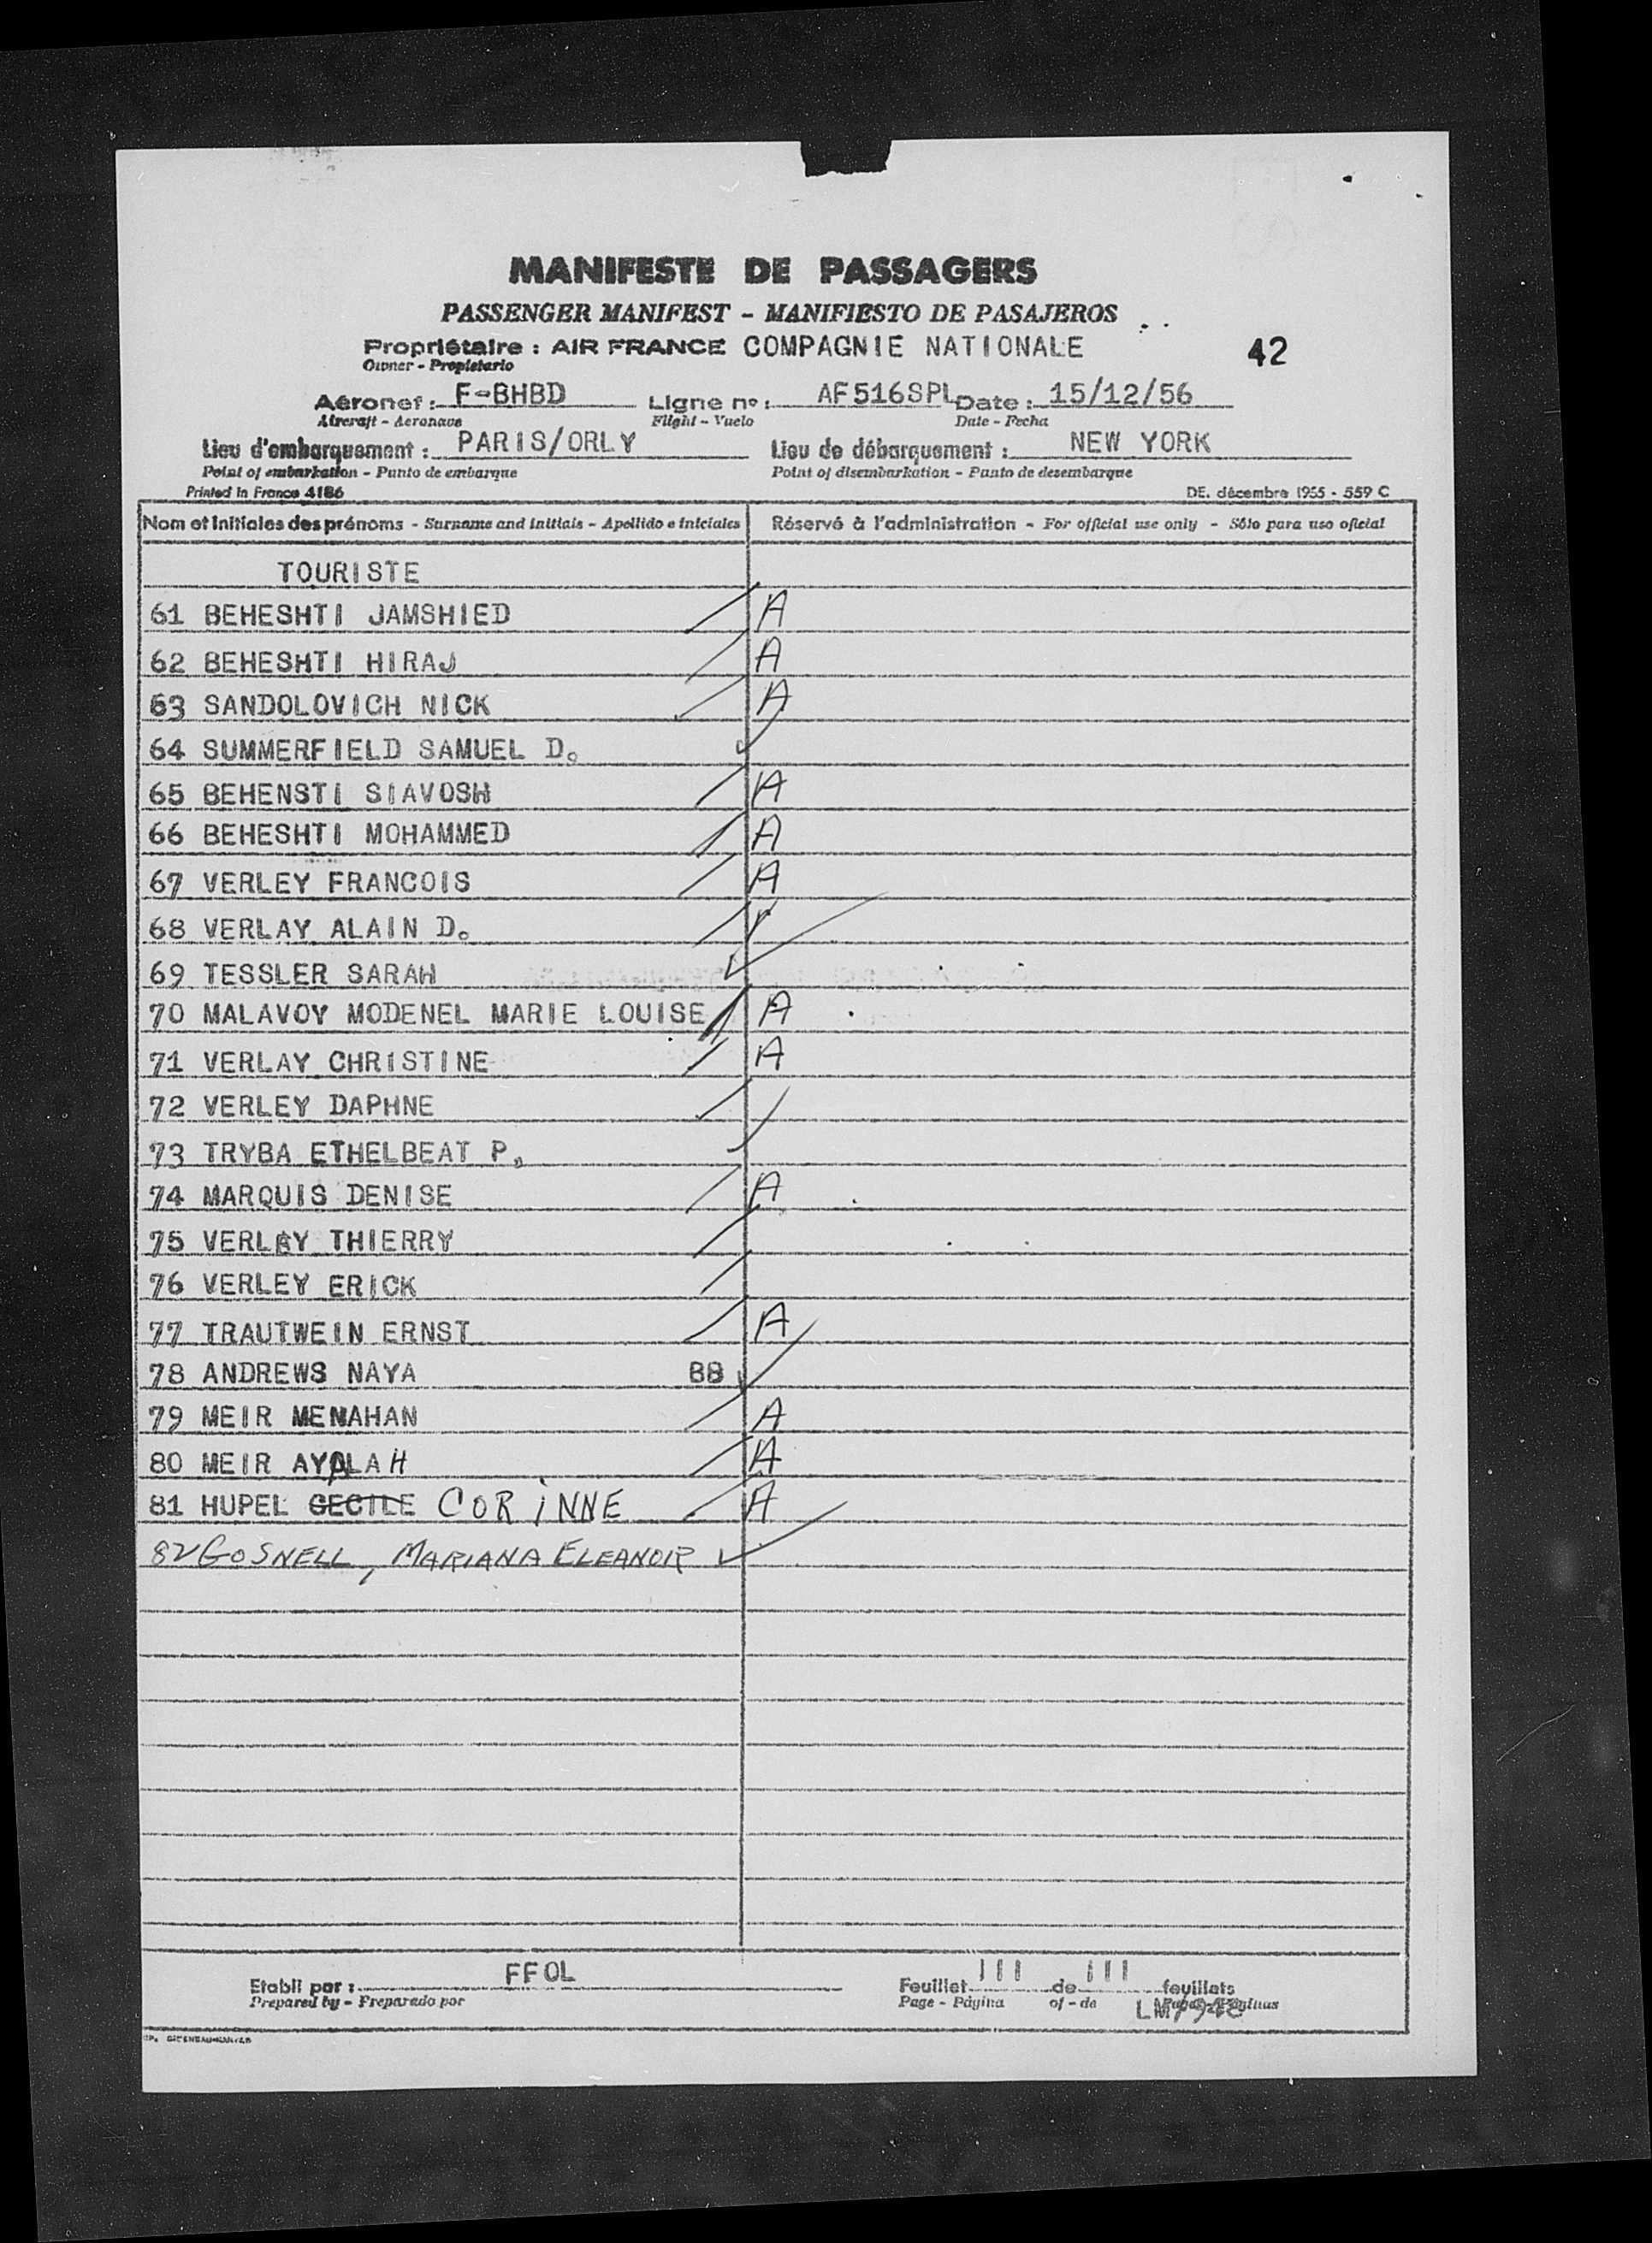 MANIFESTE DE PASSAGERS
PASSENGER MANIFEST - MANIFIESTO DE PASAJEROS
Propriétaire : AIR FRANCE COMPAGNIE NATIONALE 42
Owner - Propietario
Aéronef : F-BHBD Ligne n° : AF516SPL Date : 15/12/56
Aircraft - Aeronave Flight - Vuelo Date - Fecha
Lieu d'embarquement : PARIS/ORLY Lieu de débarquement : NEW YORK
Point of embarkation - Punto de embarque Point of disembarkation - Punto de desembarque
Printed in France 4186 DE. décembre 1955 - 559 C
Nom et initiales des prénoms - Surname and initials - Apellido e iniciales Réservé à l'administration - For official use only - Sólo para uso oficial
TOURISTE
61 BEHESHTI JAMSHIED A
62 BEHESHTI HIRAJ A
63 SANDOLOVICH NICK A
64 SUMMERFIELD SAMUEL D.
65 BEHENSTI SIAVOSH A
66 BEHESHTI MOHAMMED A
67 VERLEY FRANCOIS A
68 VERLAY ALAIN D.
69 TESSLER SARAH
70 MALAVOY MODENEL MARIE LOUISE A
71 VERLAY CHRISTINE A
72 VERLEY DAPHNE
73 TRYBA ETHELBEAT P.
74 MARQUIS DENISE A
75 VERLEY THIERRY
76 VERLEY ERICK
77 TRAUTWEIN ERNST A
78 ANDREWS NAYA BB
79 MEIR MENAHAN A
80 MEIR AYALAH A
81 HUPEL CECILE CORINNE A
82 GOSNELL, MARIANA ELEANOR
Etabli par : FFOL Feuillet III de III feuillets
Prepared by - Preparado por Page - Página of - de